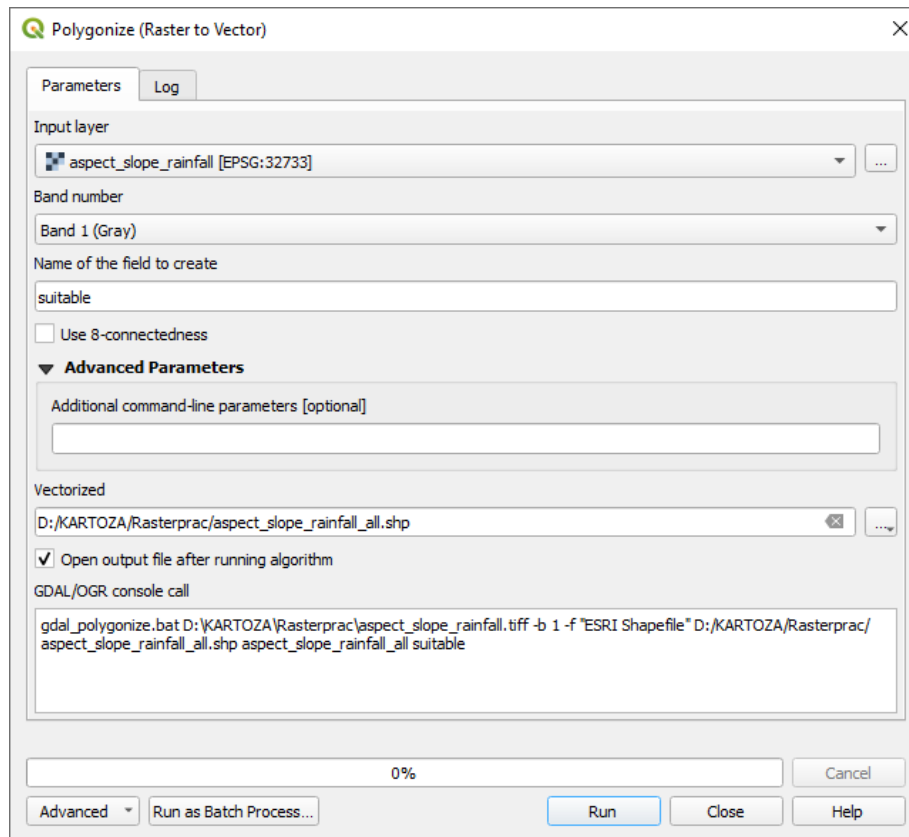 Polygonize (Raster to Vector)
Parameters
Log
Input layer
aspect_slope_rainfall [EPSG:32733]
...
Band number
Band 1 (Gray)
Name of the field to create
suitable
Use 8-connectedness
Advanced Parameters
Additional command-line parameters [optional]
Vectorized
D:/KARTOZA/Rasterprac/aspect_slope_rainfall_all.shp
...
Open output file after running algorithm
GDAL/OGR console call
gdal_polygonize.bat D:\KARTOZA\Rasterprac\aspect_slope_rainfall.tiff -b 1 -f "ESRI Shapefile" D:/KARTOZA/Rasterprac/
aspect_slope_rainfall_all.shp aspect_slope_rainfall_all suitable
0%
Cancel
Advanced
Run as Batch Process...
Run
Close
Help